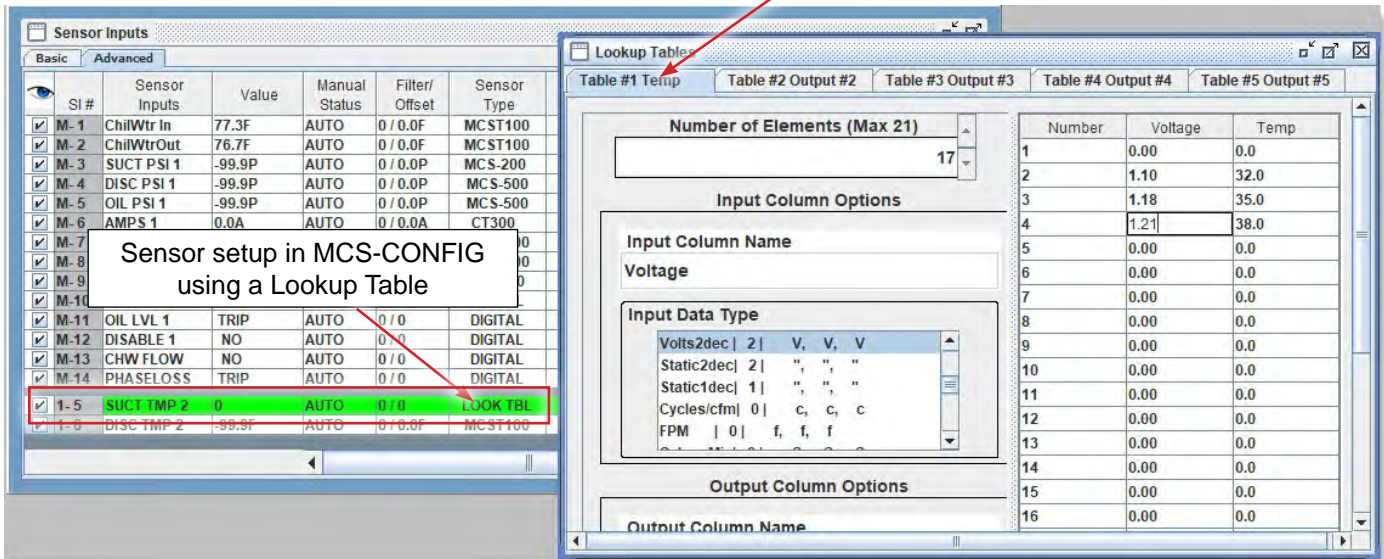 Sensor Inputs
Basic Advanced
SI # Sensor Inputs Value Manual Status Filter/ Offset Sensor Type
M- 1 ChilWtr In 77.3F AUTO 0 / 0.0F MCST100
M- 2 ChilWtrOut 76.7F AUTO 0 / 0.0F MCST100
M- 3 SUCT PSI 1 -99.9P AUTO 0 / 0.0P MCS-200
M- 4 DISC PSI 1 -99.9P AUTO 0 / 0.0P MCS-500
M- 5 OIL PSI 1 -99.9P AUTO 0 / 0.0P MCS-500
M- 6 AMPS 1 0.0A AUTO 0 / 0.0A CT300
M- 7
M- 8
M- 9
M-10
Sensor setup in MCS-CONFIG
using a Lookup Table
M-11 OIL LVL 1 TRIP AUTO 0 / 0 DIGITAL
M-12 DISABLE 1 NO AUTO 0 / 0 DIGITAL
M-13 CHW FLOW NO AUTO 0 / 0 DIGITAL
M-14 PHASELOSS TRIP AUTO 0 / 0 DIGITAL
1- 5 SUCT TMP 2 0 AUTO 0 / 0 LOOK TBL
1- 6 DISC TMP 2 -99.9F AUTO 0 / 0.0F MCST100
Lookup Tables
Table #1 Temp Table #2 Output #2 Table #3 Output #3 Table #4 Output #4 Table #5 Output #5
Number of Elements (Max 21)
17
Input Column Options
Input Column Name
Voltage
Input Data Type
Volts2dec | 2 | V, V, V
Static2dec| 2 | ", ", "
Static1dec| 1 | ", ", "
Cycles/cfm| 0 | c, c, c
FPM | 0 | f, f, f
Output Column Options
Output Column Name
Number Voltage Temp
1 0.00 0.0
2 1.10 32.0
3 1.18 35.0
4 1.21 38.0
5 0.00 0.0
6 0.00 0.0
7 0.00 0.0
8 0.00 0.0
9 0.00 0.0
10 0.00 0.0
11 0.00 0.0
12 0.00 0.0
13 0.00 0.0
14 0.00 0.0
15 0.00 0.0
16 0.00 0.0